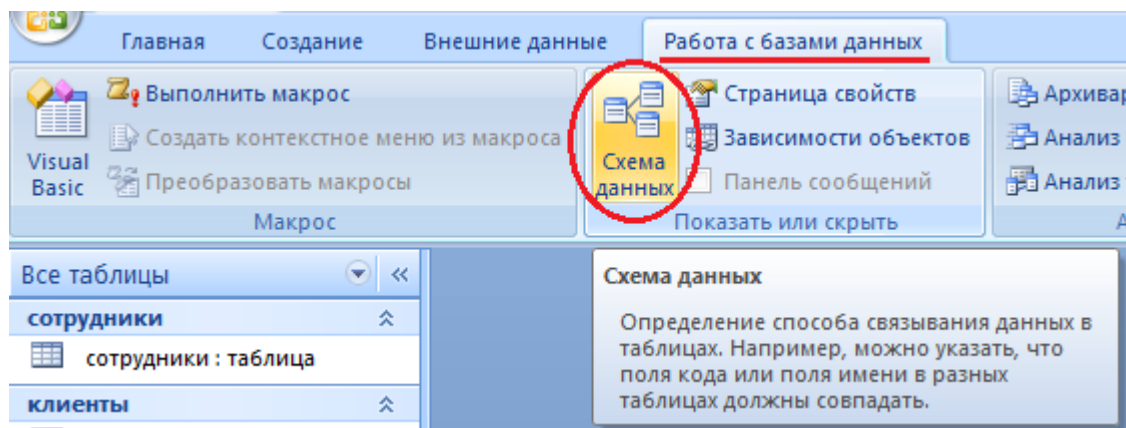 Главная Создание Внешние данные Работа с базами данных
Выполнить макрос
Создать контекстное меню из макроса
Преобразовать макросы
Visual
Basic
Макрос
Схема
данных
Страница свойств
Зависимости объектов
Панель сообщений
Показать или скрыть
Архивар
Анализ
Анализ
А
Все таблицы
сотрудники
сотрудники : таблица
клиенты
Схема данных
Определение способа связывания данных в
таблицах. Например, можно указать, что
поля кода или поля имени в разных
таблицах должны совпадать.